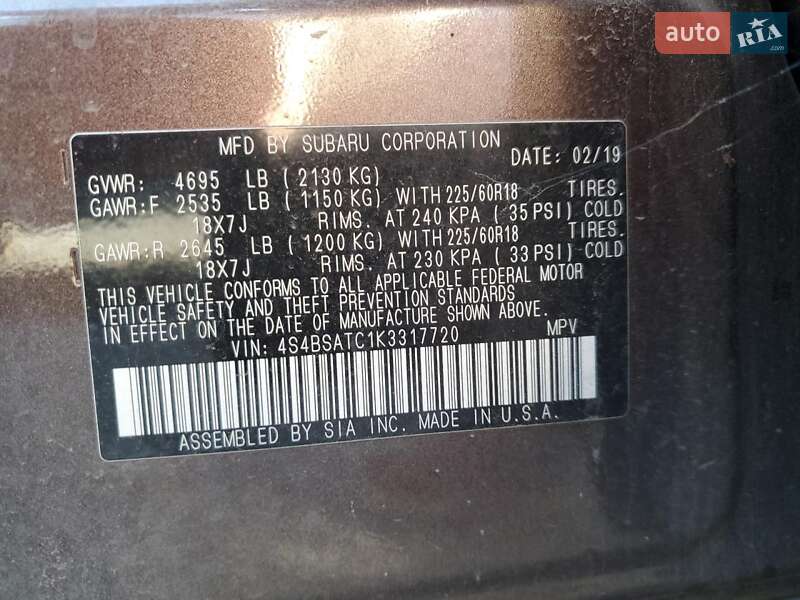 auto RIA.com
MFD BY SUBARU CORPORATION
DATE: 02/19
GVWR: 4695 LB ( 2130 KG)
GAWR:F 2535 LB ( 1150 KG) WITH 225/60R18 TIRES.
18X7J RIMS. AT 240 KPA ( 35 PSI) COLD
GAWR:R 2645 LB ( 1200 KG) WITH 225/60R18 TIRES.
18X7J RIMS. AT 230 KPA ( 33 PSI) COLD
THIS VEHICLE CONFORMS TO ALL APPLICABLE FEDERAL MOTOR
VEHICLE SAFETY AND THEFT PREVENTION STANDARDS
IN EFFECT ON THE DATE OF MANUFACTURE SHOWN ABOVE.
VIN: 4S4BSATC1K3317720 MPV
ASSEMBLED BY SIA INC. MADE IN U.S.A.